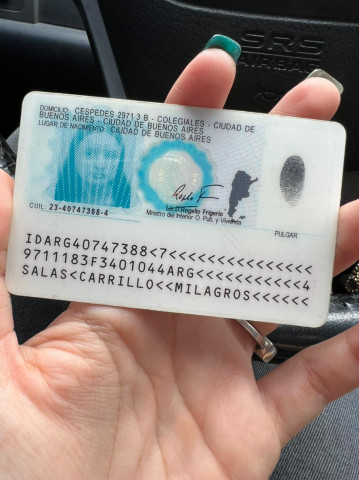 DOMICILIO: CESPEDES 2971 3 B - COLEGIALES - CIUDAD DE
BUENOS AIRES - CIUDAD DE BUENOS AIRES
LUGAR DE NACIMIENTO: CIUDAD DE BUENOS AIRES
SRS
AIRBAG
CUIL: 23-40747388-4
Lic. Rogelio Frigerio
Ministro del Interior O. Púb. y Vivienda
PULGAR
IDARG40747388<7<<<<<<<<<<<<<<<
9711183F3401044ARG<<<<<<<<<<<4
SALAS<CARRILLO<<MILAGROS<<<<<<